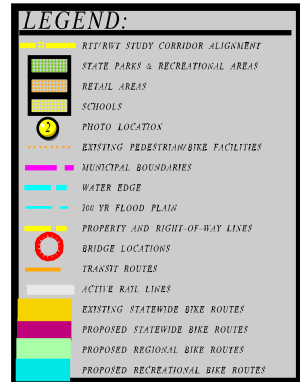 LEGEND:
RTT/RWT STUDY CORRIDOR ALIGNMENT
STATE PARKS & RECREATIONAL AREAS
RETAIL AREAS
SCHOOLS
2 PHOTO LOCATION
EXISTING PEDESTRIAN/BIKE FACILITIES
MUNICIPAL BOUNDARIES
WATER EDGE
100 YR FLOOD PLAIN
PROPERTY AND RIGHT-OF-WAY LINES
BRIDGE LOCATIONS
TRANSIT ROUTES
ACTIVE RAIL LINES
EXISTING STATEWIDE BIKE ROUTES
PROPOSED STATEWIDE BIKE ROUTES
PROPOSED REGIONAL BIKE ROUTES
PROPOSED RECREATIONAL BIKE ROUTES